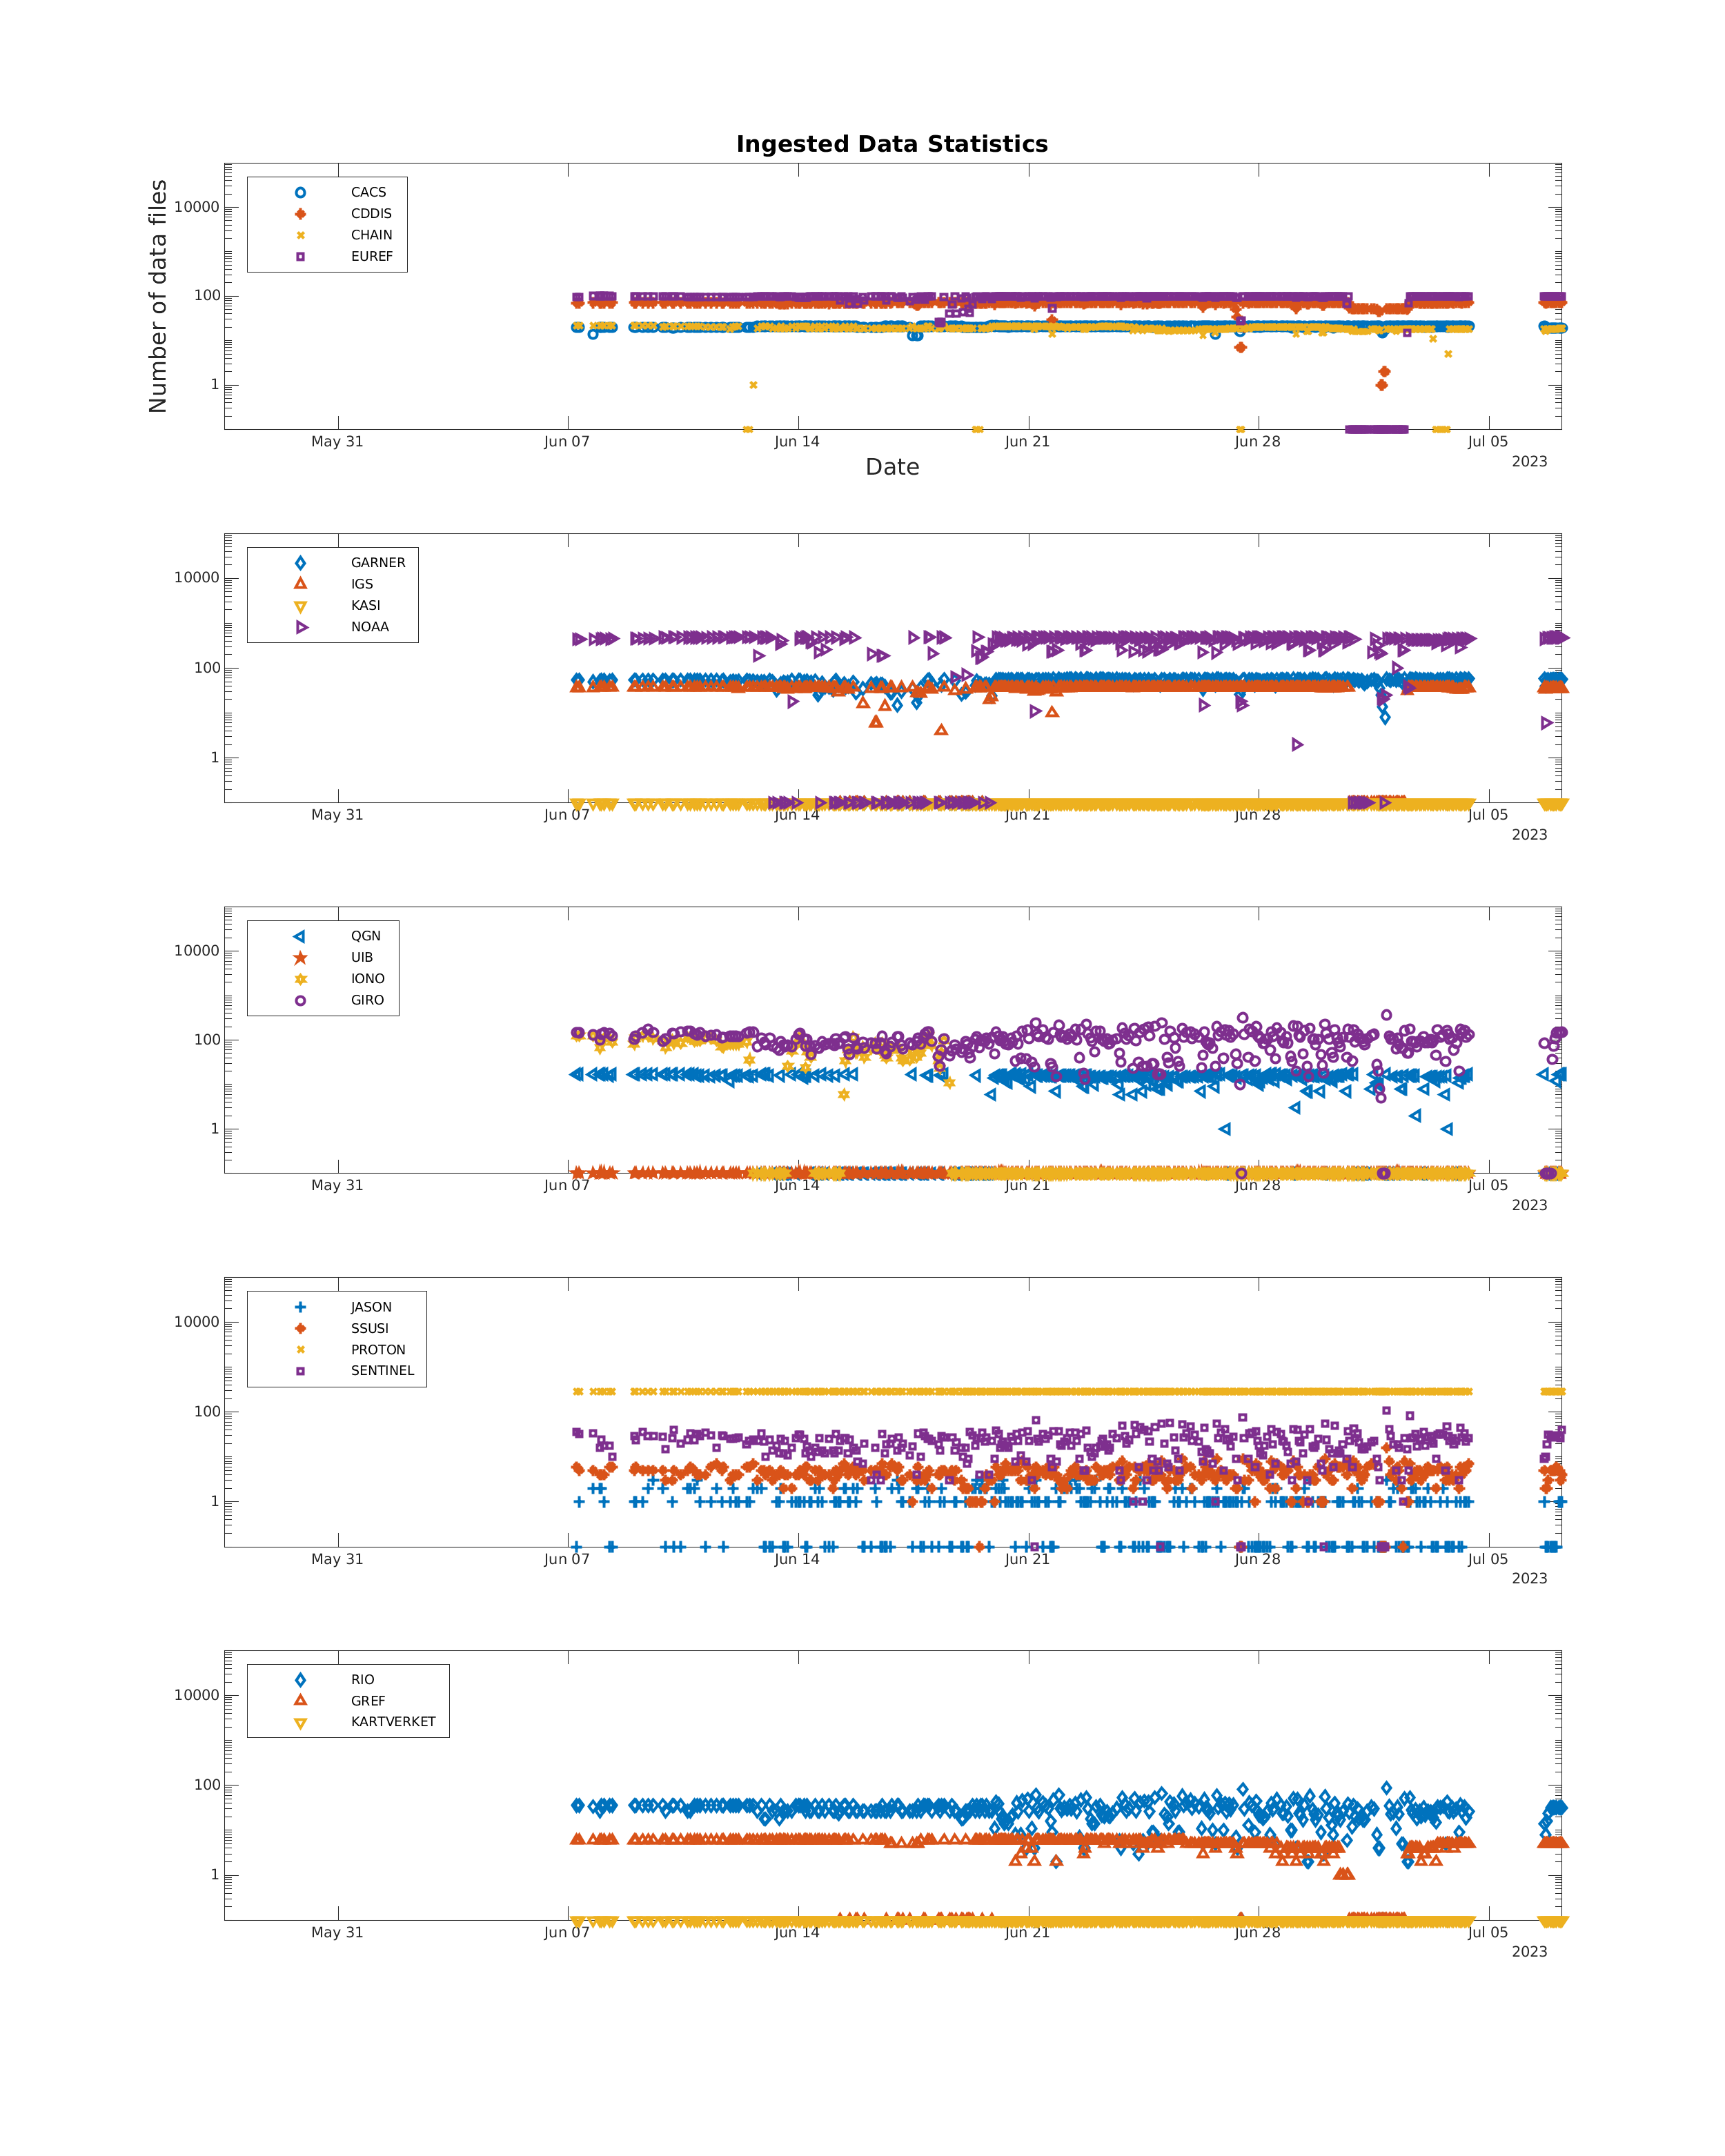 Ingested Data Statistics
Number of data files
CACS
CDDIS
CHAIN
EUREF
10000
100
1
May 31 Jun 07 Jun 14 Jun 21 Jun 28 Jul 05
2023
Date
GARNER
IGS
KASI
NOAA
10000
100
1
May 31 Jun 07 Jun 14 Jun 21 Jun 28 Jul 05
2023
QGN
UIB
IONO
GIRO
10000
100
1
May 31 Jun 07 Jun 14 Jun 21 Jun 28 Jul 05
2023
JASON
SSUSI
PROTON
SENTINEL
10000
100
1
May 31 Jun 07 Jun 14 Jun 21 Jun 28 Jul 05
2023
RIO
GREF
KARTVERKET
10000
100
1
May 31 Jun 07 Jun 14 Jun 21 Jun 28 Jul 05
2023